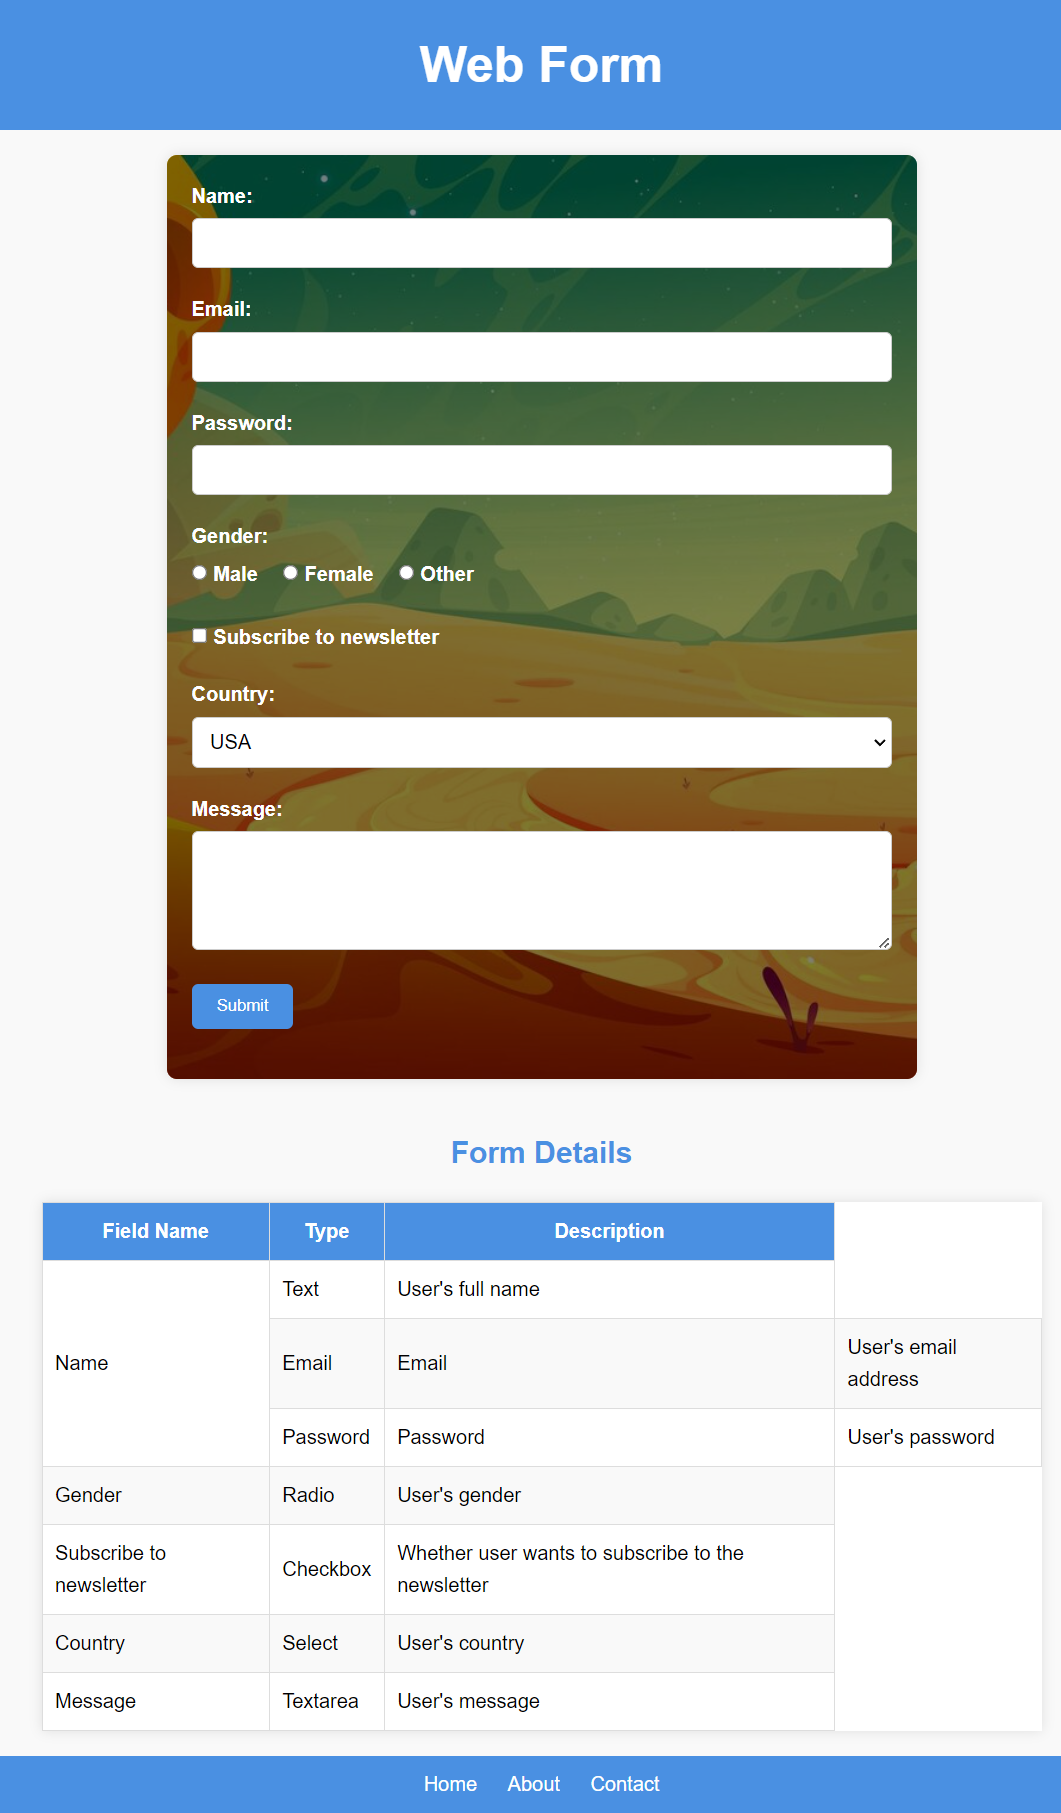 Web Form
Name:
Email:
Password:
Gender:
Male Female Other
Subscribe to newsletter
Country:
USA
Message:
Submit
Form Details
Field Name Type Description
Name
Text User's full name
Email Email User's email
address
Password Password User's password
Gender Radio User's gender
Subscribe to
newsletter
Checkbox
Whether user wants to subscribe to the
newsletter
Country Select User's country
Message Textarea User's message
Home About Contact